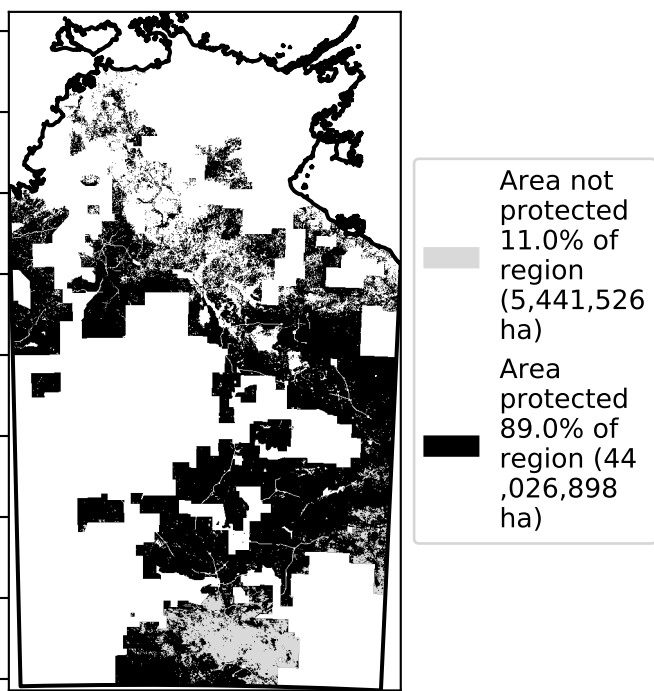 Area not
protected
11.0% of
region
(5,441,526
ha)
Area
protected
89.0% of
region (44
,026,898
ha)